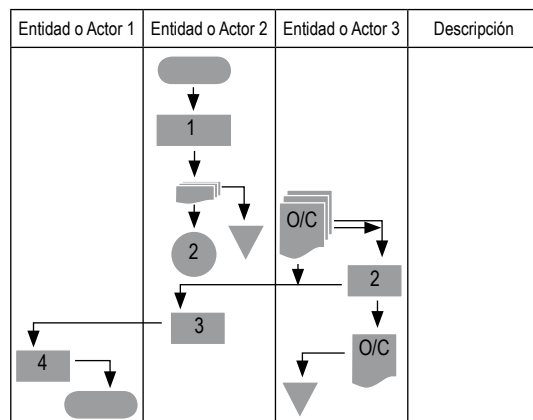 Entidad o Actor 1
Entidad o Actor 2
Entidad o Actor 3
Descripción
1
2
O/C
2
3
4
O/C